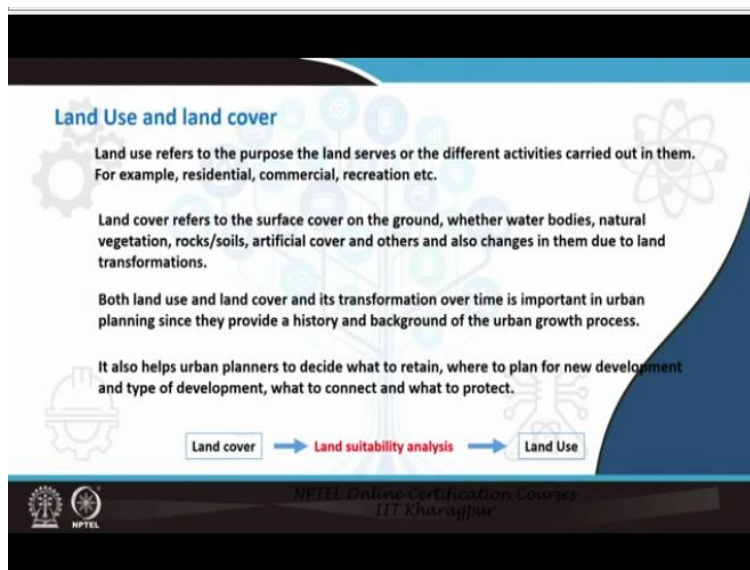 Land Use and land cover
Land use refers to the purpose the land serves or the different activities carried out in them.
For example, residential, commercial, recreation etc.
Land cover refers to the surface cover on the ground, whether water bodies, natural
vegetation, rocks/soils, artificial cover and others and also changes in them due to land
transformations.
Both land use and land cover and its transformation over time is important in urban
planning since they provide a history and background of the urban growth process.
It also helps urban planners to decide what to retain, where to plan for new development
and type of development, what to connect and what to protect.
Land cover Land suitability analysis Land Use
NPTEL Online Certification Courses
IIT Kharagpur
NPTEL